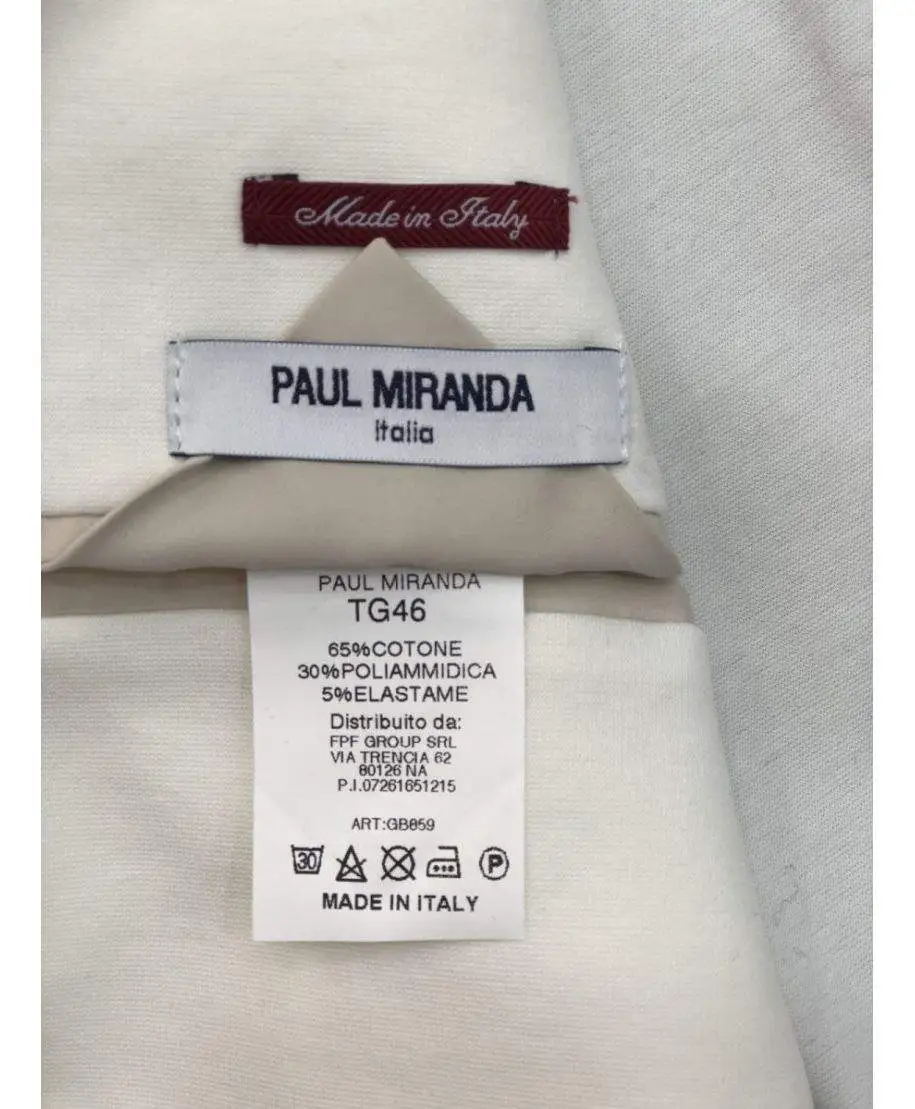 Made in Italy
PAUL MIRANDA
Italia
PAUL MIRANDA
TG46
65%COTONE
30%POLIAMMIDICA
5%ELASTAME
Distribuito da:
FPF GROUP SRL
VIA TRENCIA 62
80126 NA
P.I.07261651215
ART:GB059
30
P
MADE IN ITALY